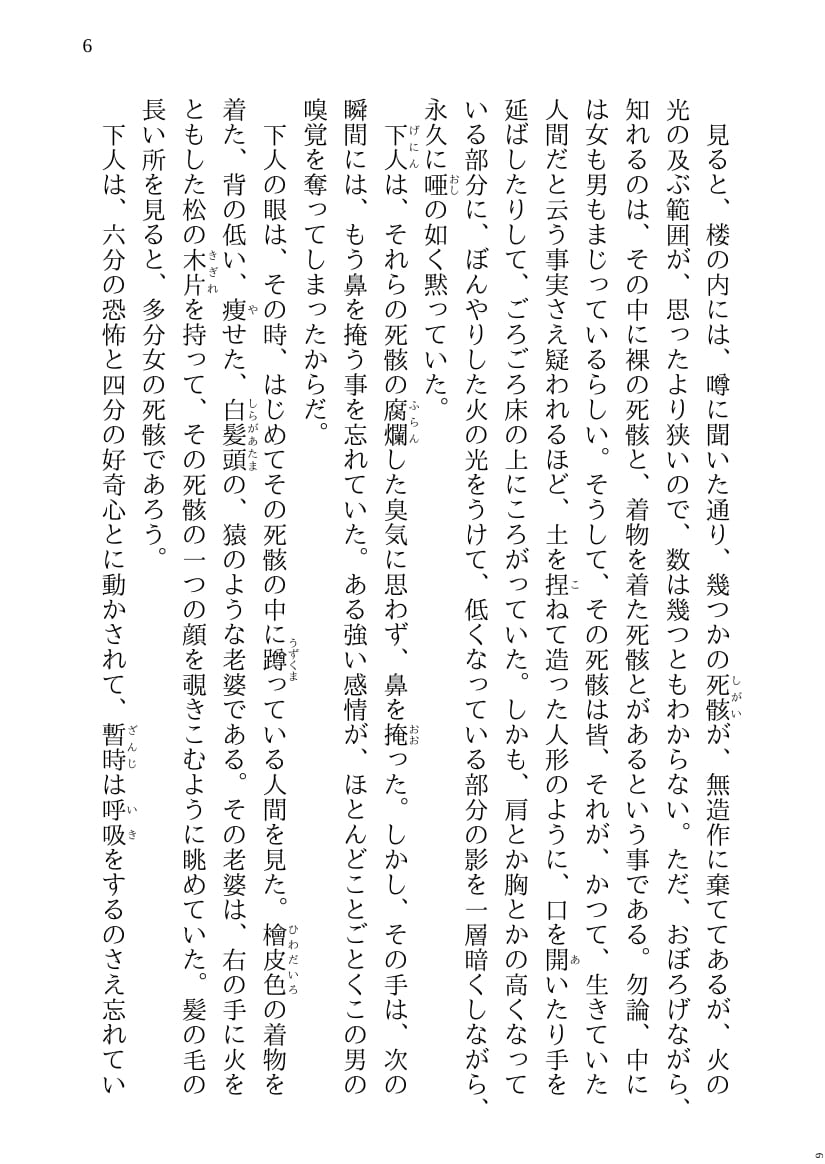 6
見ると、楼の内には、噂に聞いた通り、幾つかの死骸が、無造作に棄ててあるが、火の
光の及ぶ範囲が、思ったより狭いので、数は幾つともわからない。ただ、おぼろげながら、
知れるのは、その中に裸の死骸と、着物を着た死骸とがあるという事である。勿論、中に
は女も男もまじっているらしい。そうして、その死骸は皆、それが、かつて、生きていた
人間だと云う事実さえ疑われるほど、土を捏ねて造った人形のように、口を開いたり手を
延ばしたりして、ごろごろ床の上にころがっていた。しかも、肩とか胸とかの高くなって
いる部分に、ぼんやりした火の光をうけて、低くなっている部分の影を一層暗くしながら、
永久に唖の如く黙っていた。
下人は、それらの死骸の腐爛した臭気に思わず、鼻を掩った。しかし、その手は、次の
瞬間には、もう鼻を掩う事を忘れていた。ある強い感情が、ほとんどことごとくこの男の
嗅覚を奪ってしまったからだ。
下人の眼は、その時、はじめてその死骸の中に蹲っている人間を見た。檜皮色の着物を
着た、背の低い、痩せた、白髪頭の、猿のような老婆である。その老婆は、右の手に火を
ともした松の木片を持って、その死骸の一つの顔を覗きこむように眺めていた。髪の毛の
長い所を見ると、多分女の死骸であろう。
下人は、六分の恐怖と四分の好奇心とに動かされて、暫時は呼吸をするのさえ忘れてい